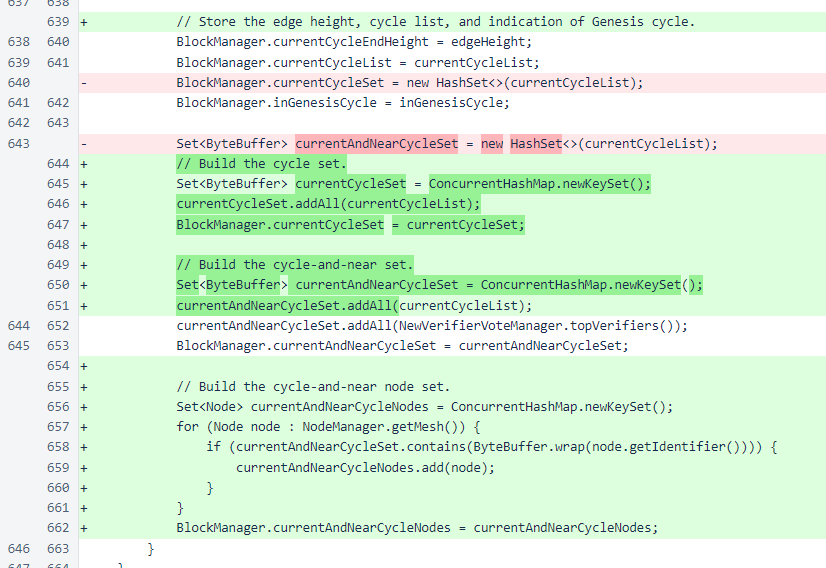 637 638
639 + // Store the edge height, cycle list, and indication of Genesis cycle.
638 640 BlockManager.currentCycleEndHeight = edgeHeight;
639 641 BlockManager.currentCycleList = currentCycleList;
640 - BlockManager.currentCycleSet = new HashSet<>(currentCycleList);
641 642 BlockManager.inGenesisCycle = inGenesisCycle;
642 643
643 - Set<ByteBuffer> currentAndNearCycleSet = new HashSet<>(currentCycleList);
644 + // Build the cycle set.
645 + Set<ByteBuffer> currentCycleSet = ConcurrentHashMap.newKeySet();
646 + currentCycleSet.addAll(currentCycleList);
647 + BlockManager.currentCycleSet = currentCycleSet;
648 +
649 + // Build the cycle-and-near set.
650 + Set<ByteBuffer> currentAndNearCycleSet = ConcurrentHashMap.newKeySet();
651 + currentAndNearCycleSet.addAll(currentCycleList);
644 652 currentAndNearCycleSet.addAll(NewVerifierVoteManager.topVerifiers());
645 653 BlockManager.currentAndNearCycleSet = currentAndNearCycleSet;
654 +
655 + // Build the cycle-and-near node set.
656 + Set<Node> currentAndNearCycleNodes = ConcurrentHashMap.newKeySet();
657 + for (Node node : NodeManager.getMesh()) {
658 + if (currentAndNearCycleSet.contains(ByteBuffer.wrap(node.getIdentifier()))) {
659 + currentAndNearCycleNodes.add(node);
660 + }
661 + }
662 + BlockManager.currentAndNearCycleNodes = currentAndNearCycleNodes;
646 663 }
647 664 }